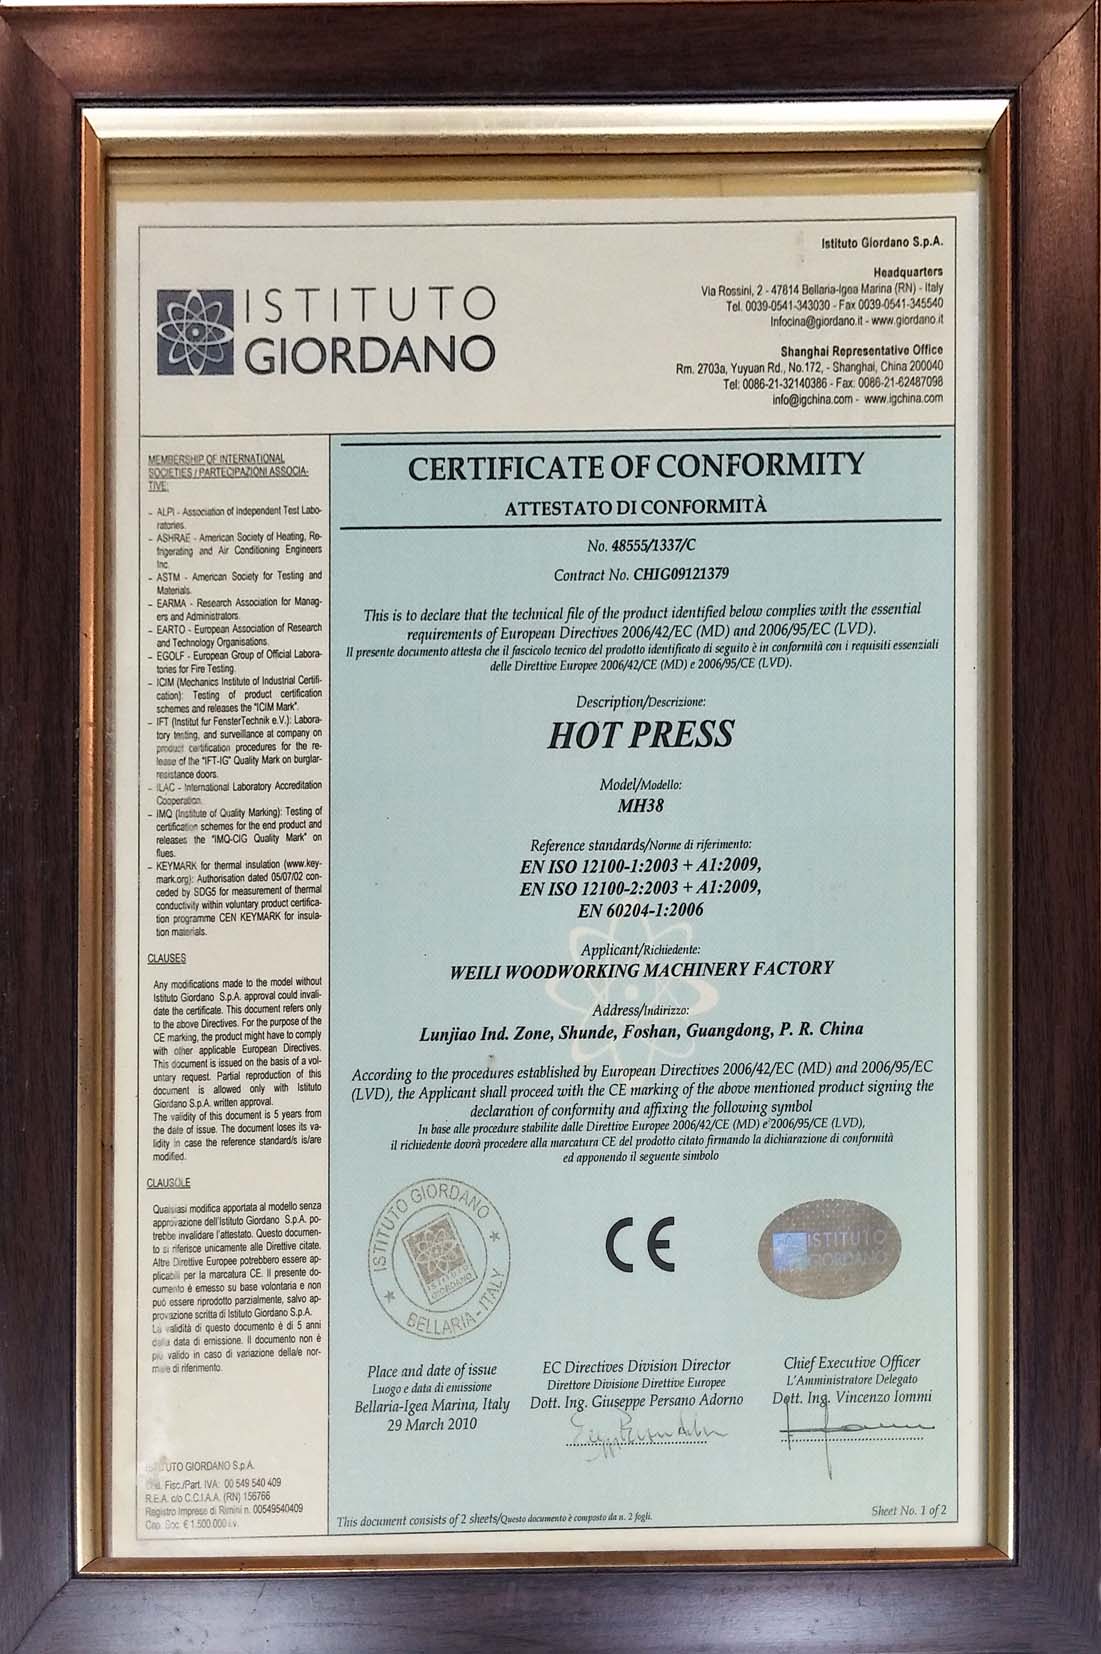 ISTITUTO
GIORDANO
Istituto Giordano S.p.A.
Headquarters
Via Rossini, 2 - 47814 Bellaria-Igea Marina (RN) - Italy
Tel. 0039-0541-343030 - Fax 0039-0541-345540
Infocina@giordano.it - www.giordano.it
Shanghai Representative Office
Rm. 2703a, Yuyuan Rd., No.172, - Shanghai, China 200040
Tel: 0086-21-32140386 - Fax: 0086-21-62487098
info@igchina.com - www.igchina.com
MEMBERSHIP OF INTERNATIONAL
SOCIETIES / PARTECIPAZIONI ASSOCIA-
TIVE:
- ALPI - Association of Independent Test Labo-
ratories.
- ASHRAE - American Society of Heating, Re-
frigerating and Air Conditioning Engineers
Inc.
- ASTM - American Society for Testing and
Materials.
- EARMA - Research Association for Manag-
ers and Administrators.
- EARTO - European Association of Research
and Technology Organisations.
- EGOLF - European Group of Official Labora-
tories for Fire Testing.
- ICIM (Mechanics Institute of Industrial Certifi-
cation): Testing of product certification
schemes and releases the "ICIM Mark".
- IFT (Institut fur FensterTechnik e.V.): Labora-
tory testing, and surveillance at company on
product certification procedures for the re-
lease of the "IFT-IG" Quality Mark on burglar-
resistance doors.
- ILAC - International Laboratory Accreditation
Cooperation.
- IMQ (Institute of Quality Marking): Testing of
certification schemes for the end product and
releases the "IMQ-CIG Quality Mark" on
flues.
- KEYMARK for thermal insulation (www.key-
mark.org): Authorisation dated 05/07/02 con-
ceded by SDG5 for measurement of thermal
conductivity within voluntary product certifica-
tion programme CEN KEYMARK for insula-
tion materials.
CLAUSES
Any modifications made to the model without
Istituto Giordano S.p.A. approval could invali-
date the certificate. This document refers only
to the above Directives. For the purpose of the
CE marking, the product might have to comply
with other applicable European Directives.
This document is issued on the basis of a vol-
untary request. Partial reproduction of this
document is allowed only with Istituto
Giordano S.p.A. written approval.
The validity of this document is 5 years from
the date of issue. The document loses its va-
lidity in case the reference standard/s is/are
modified.
CLAUSOLE
Qualsiasi modifica apportata al modello senza
approvazione dell'Istituto Giordano S.p.A. po-
trebbe invalidare l'attestato. Questo documen-
to si riferisce unicamente alle Direttive citate.
Altre Direttive Europee potrebbero essere ap-
plicabili per la marcatura CE. Il presente do-
cumento è emesso su base volontaria e non
può essere riprodotto parzialmente, salvo ap-
provazione scritta di Istituto Giordano S.p.A.
La validità di questo documento è di 5 anni
dalla data di emissione. Il documento non è
più valido in caso di variazione della/e nor-
ma/e di riferimento.
ISTITUTO GIORDANO S.p.A.
Cod. Fisc./Part. IVA: 00 549 540 409
R.E.A. c/o C.C.I.A.A. (RN) 156766
Registro Imprese di Rimini n. 00549540409
Cap. Soc. € 1.500.000 i.v.
CERTIFICATE OF CONFORMITY
ATTESTATO DI CONFORMITÀ
No. 48555/1337/C
Contract No. CHIG09121379
This is to declare that the technical file of the product identified below complies with the essential
requirements of European Directives 2006/42/EC (MD) and 2006/95/EC (LVD).
Il presente documento attesta che il fascicolo tecnico del prodotto identificato di seguito è in conformità con i requisiti essenziali
delle Direttive Europee 2006/42/CE (MD) e 2006/95/CE (LVD).
Description/Descrizione:
HOT PRESS
Model/Modello:
MH38
Reference standards/Norme di riferimento:
EN ISO 12100-1:2003 + A1:2009,
EN ISO 12100-2:2003 + A1:2009,
EN 60204-1:2006
Applicant/Richiedente:
WEILI WOODWORKING MACHINERY FACTORY
Address/Indirizzo:
Lunjiao Ind. Zone, Shunde, Foshan, Guangdong, P. R. China
According to the procedures established by European Directives 2006/42/EC (MD) and 2006/95/EC
(LVD), the Applicant shall proceed with the CE marking of the above mentioned product signing the
declaration of conformity and affixing the following symbol
In base alle procedure stabilite dalle Direttive Europee 2006/42/CE (MD) e 2006/95/CE (LVD),
il richiedente dovrà procedere alla marcatura CE del prodotto citato firmando la dichiarazione di conformità
ed apponendo il seguente simbolo
ISTITUTO GIORDANO
ISTITUTO
GIORDANO
BELLARIA - ITALY
CE
ISTITUTO
GIORDANO
Place and date of issue
Luogo e data di emissione
Bellaria-Igea Marina, Italy
29 March 2010
EC Directives Division Director
Direttore Divisione Direttive Europee
Dott. Ing. Giuseppe Persano Adorno
Chief Executive Officer
L'Amministratore Delegato
Dott. Ing. Vincenzo Iommi
This document consists of 2 sheets/Questo documento è composto da n. 2 fogli.
Sheet No. 1 of 2